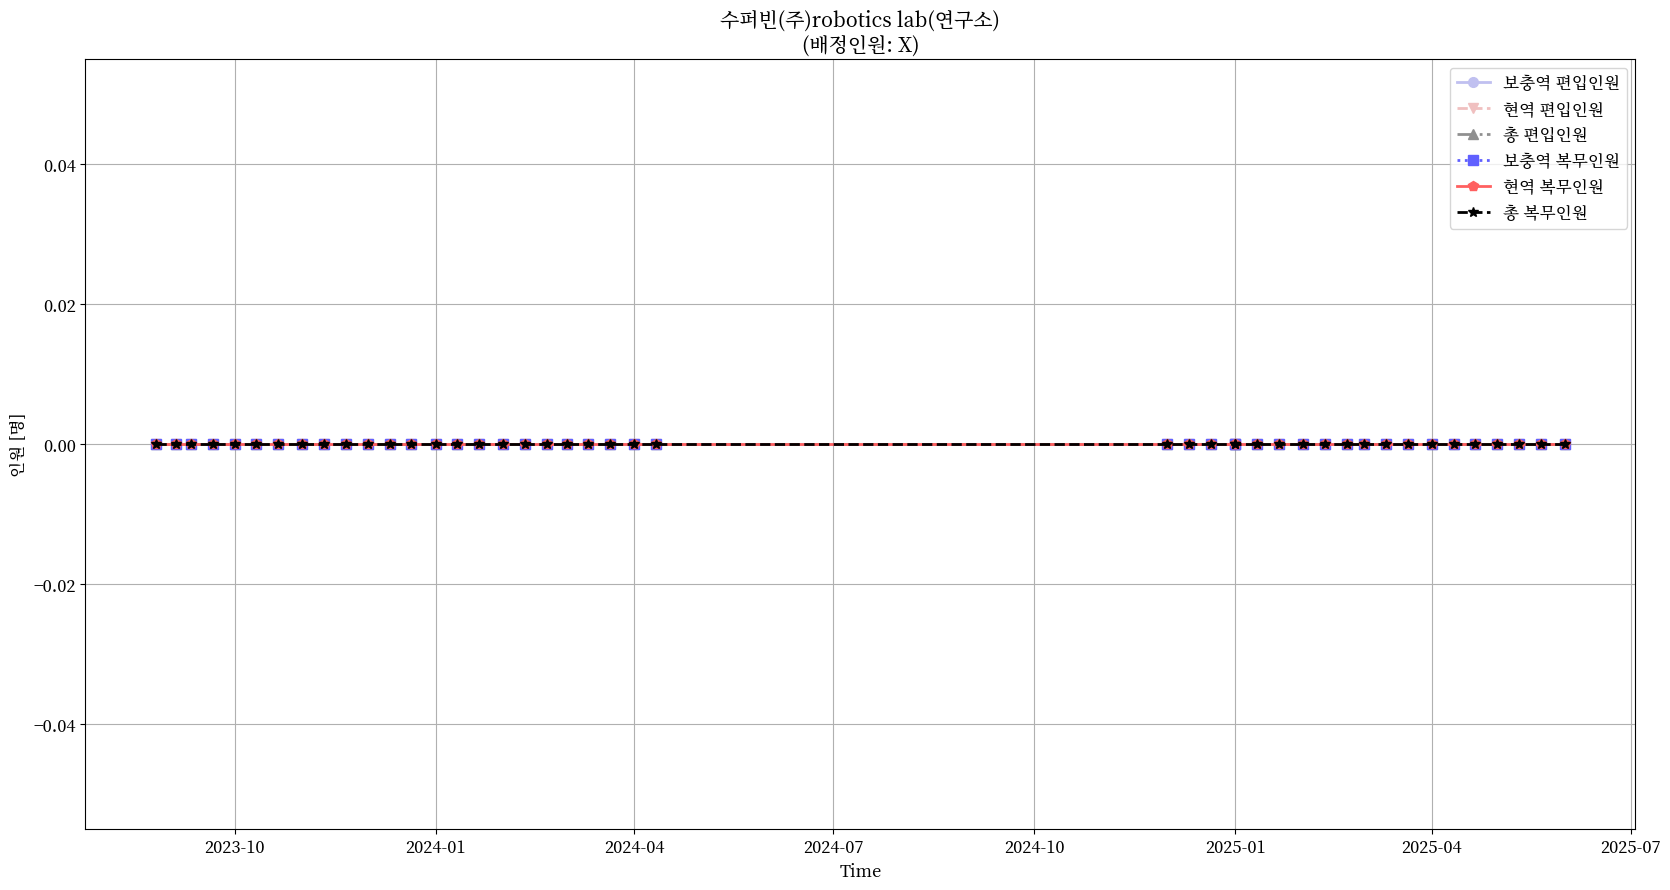 수퍼빈(주)robotics lab(연구소)
(배정인원: X)
보충역 편입인원
현역 편입인원
총 편입인원
보충역 복무인원
현역 복무인원
총 복무인원
인원 [명]
0.04
0.02
0.00
−0.02
−0.04
2023-10
2024-01
2024-04
2024-07
2024-10
2025-01
2025-04
2025-07
Time